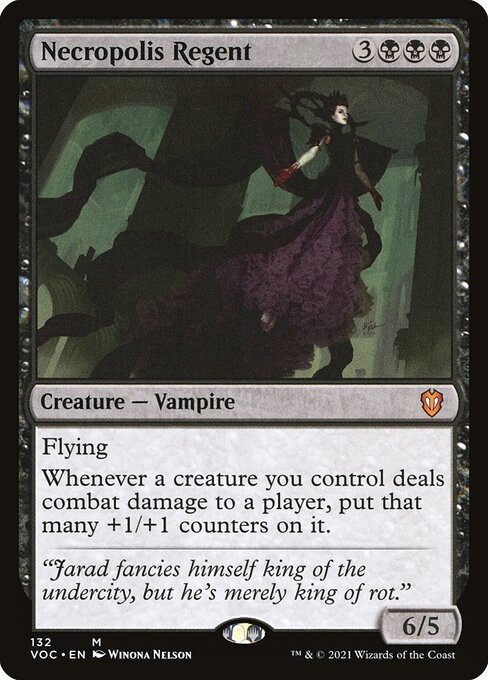 Necropolis Regent 3
Creature — Vampire
Flying
Whenever a creature you control deals
combat damage to a player, put that
many +1/+1 counters on it.
“Jarad fancies himself king of the
undercity, but he’s merely king of rot.”
6/5
132 M
VOC • EN Winona Nelson ™ & © 2021 Wizards of the Coast